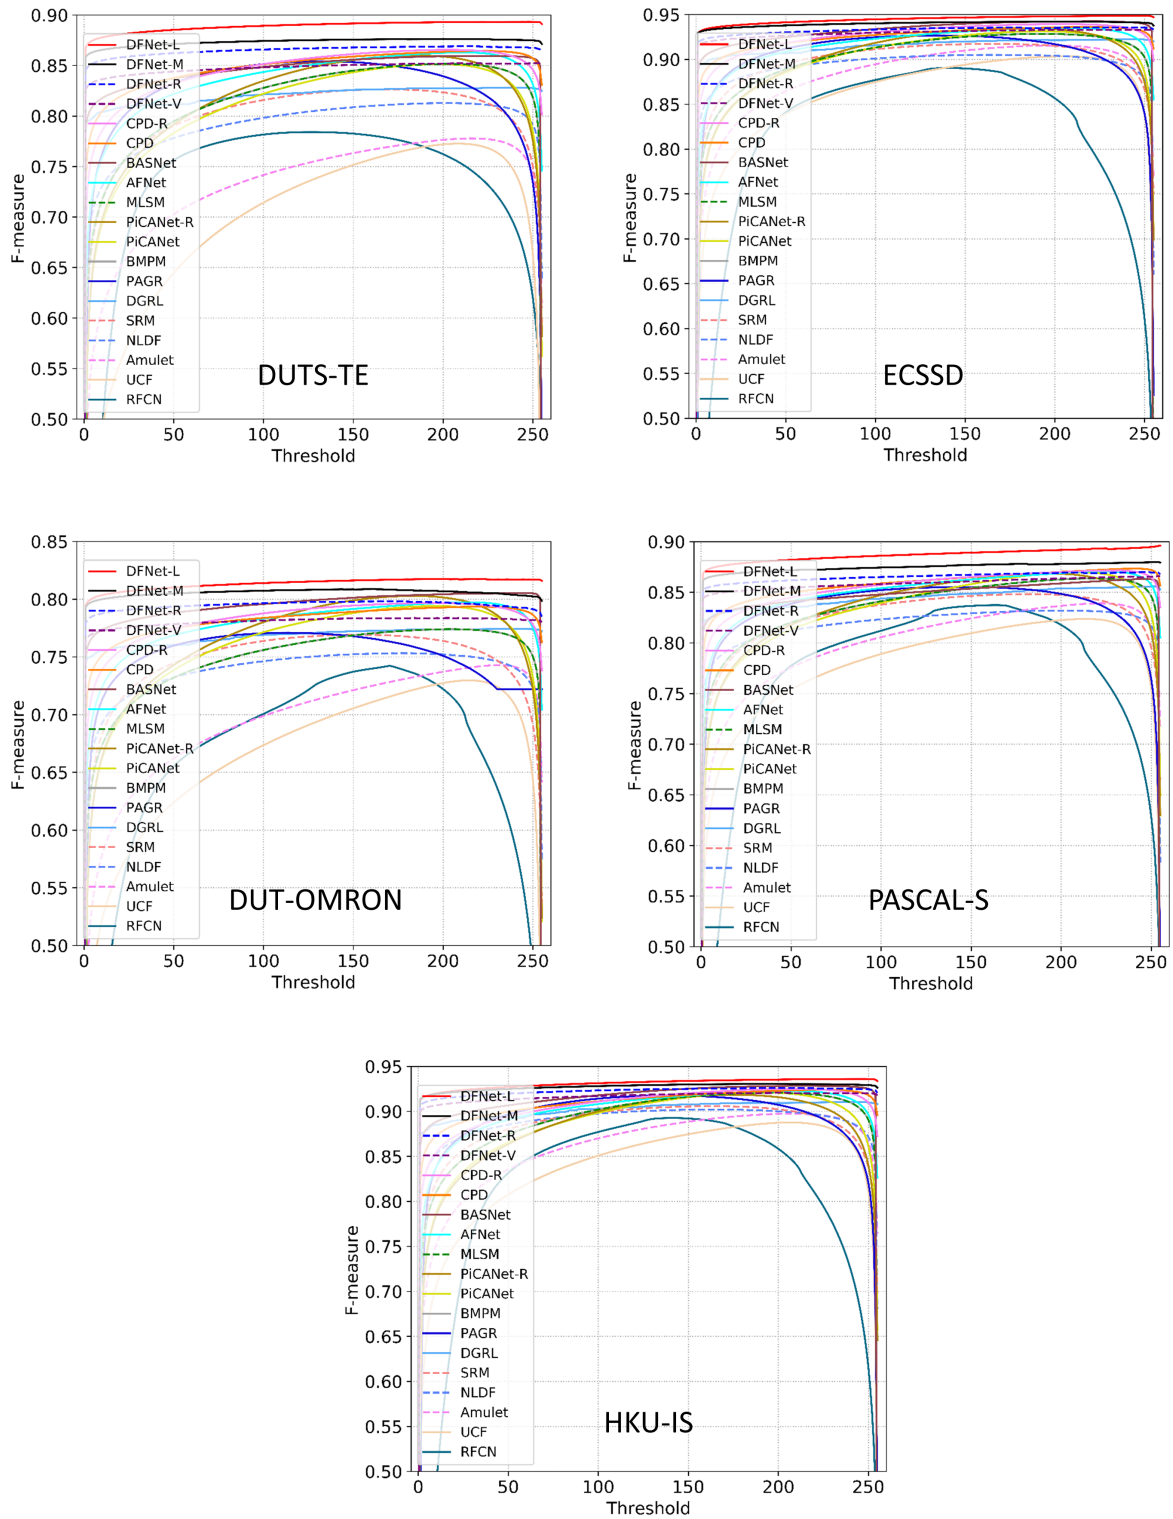 0.90
0.85
0.80
0.75
0.70
0.65
0.60
0.55
0.50
F-measure
DFNet-L
DFNet-M
DFNet-R
DFNet-V
CPD-R
CPD
BASNet
AFNet
MLSM
PiCANet-R
PiCANet
BMPM
PAGR
DGRL
SRM
NLDF
Amulet
UCF
RFCN
DUTS-TE
0 50 100 150 200 250
Threshold
0.95
0.90
0.85
0.80
0.75
0.70
0.65
0.60
0.55
0.50
F-measure
DFNet-L
DFNet-M
DFNet-R
DFNet-V
CPD-R
CPD
BASNet
AFNet
MLSM
PiCANet-R
PiCANet
BMPM
PAGR
DGRL
SRM
NLDF
Amulet
UCF
RFCN
ECSSD
0 50 100 150 200 250
Threshold
0.85
0.80
0.75
0.70
0.65
0.60
0.55
0.50
F-measure
DFNet-L
DFNet-M
DFNet-R
DFNet-V
CPD-R
CPD
BASNet
AFNet
MLSM
PiCANet-R
PiCANet
BMPM
PAGR
DGRL
SRM
NLDF
Amulet
UCF
RFCN
DUT-OMRON
0 50 100 150 200 250
Threshold
0.90
0.85
0.80
0.75
0.70
0.65
0.60
0.55
0.50
F-measure
DFNet-L
DFNet-M
DFNet-R
DFNet-V
CPD-R
CPD
BASNet
AFNet
MLSM
PiCANet-R
PiCANet
BMPM
PAGR
DGRL
SRM
NLDF
Amulet
UCF
RFCN
PASCAL-S
0 50 100 150 200 250
Threshold
0.95
0.90
0.85
0.80
0.75
0.70
0.65
0.60
0.55
0.50
F-measure
DFNet-L
DFNet-M
DFNet-R
DFNet-V
CPD-R
CPD
BASNet
AFNet
MLSM
PiCANet-R
PiCANet
BMPM
PAGR
DGRL
SRM
NLDF
Amulet
UCF
RFCN
HKU-IS
0 50 100 150 200 250
Threshold